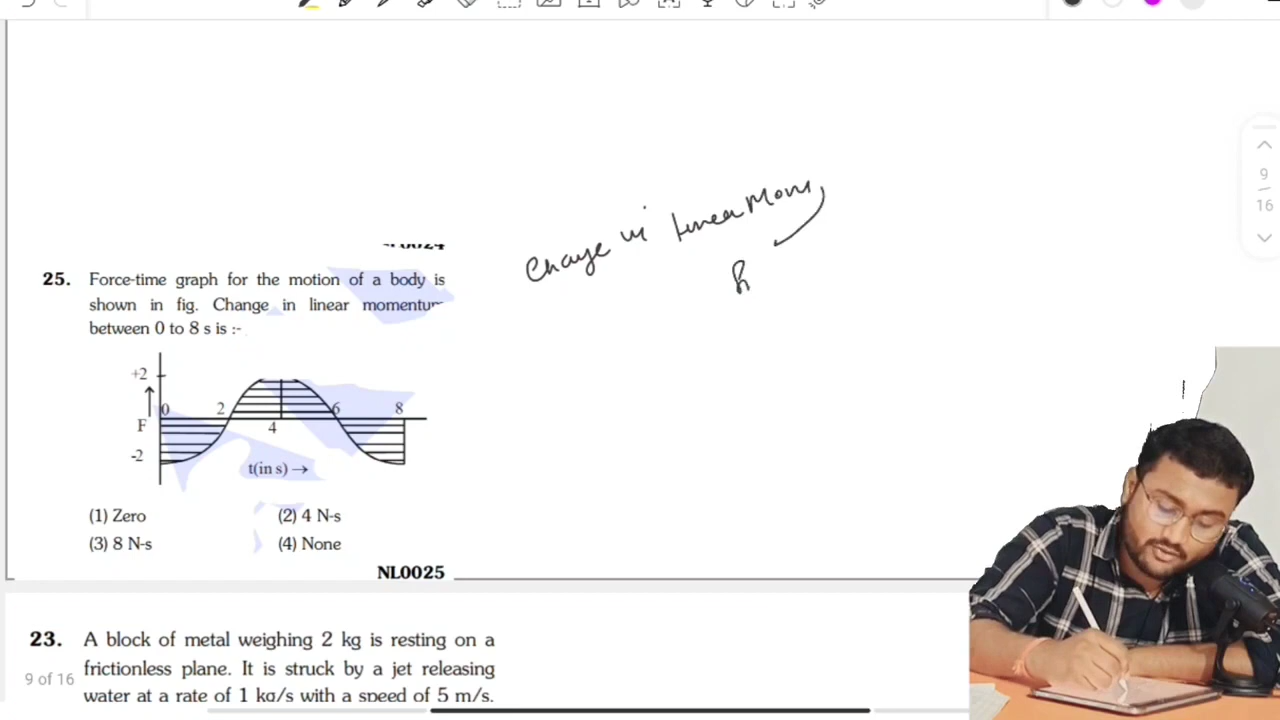 9
16
Change in Linear Mom
25. Force-time graph for the motion of a body is
shown in fig. Change in linear momentum
between 0 to 8 s is :-
+2
0
2
6
8
F
4
-2
t(in s) →
(1) Zero
(2) 4 N-s
(3) 8 N-s
(4) None
NL0025
23. A block of metal weighing 2 kg is resting on a
frictionless plane. It is struck by a jet releasing
9 of 16
water at a rate of 1 kg/s with a speed of 5 m/s.